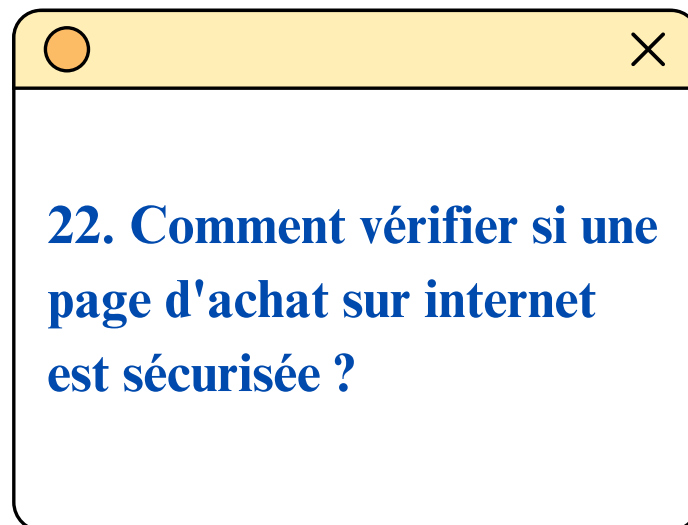 22. Comment vérifier si une
page d'achat sur internet
est sécurisée ?